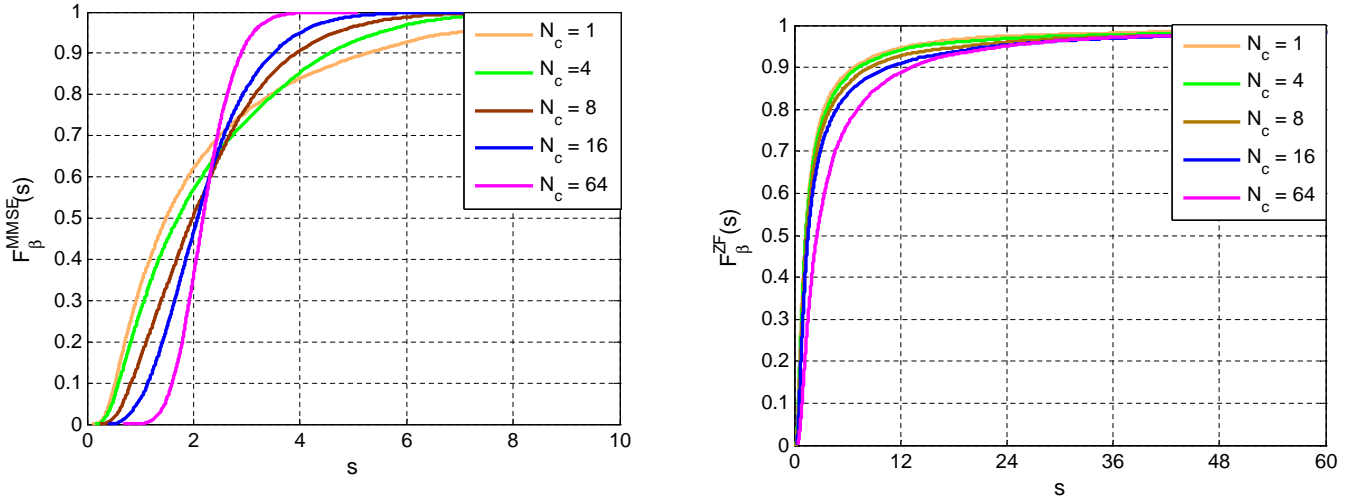 1
0.9
0.8
0.7
0.6
0.5
0.4
0.3
0.2
0.1
0
F_β^MMSE(s)
0 2 4 6 8 10
s
N_c = 1
N_c =4
N_c = 8
N_c = 16
N_c = 64
1
0.9
0.8
0.7
0.6
0.5
0.4
0.3
0.2
0.1
0
F_β^ZF(s)
0 12 24 36 48 60
s
N_c = 1
N_c = 4
N_c = 8
N_c = 16
N_c = 64